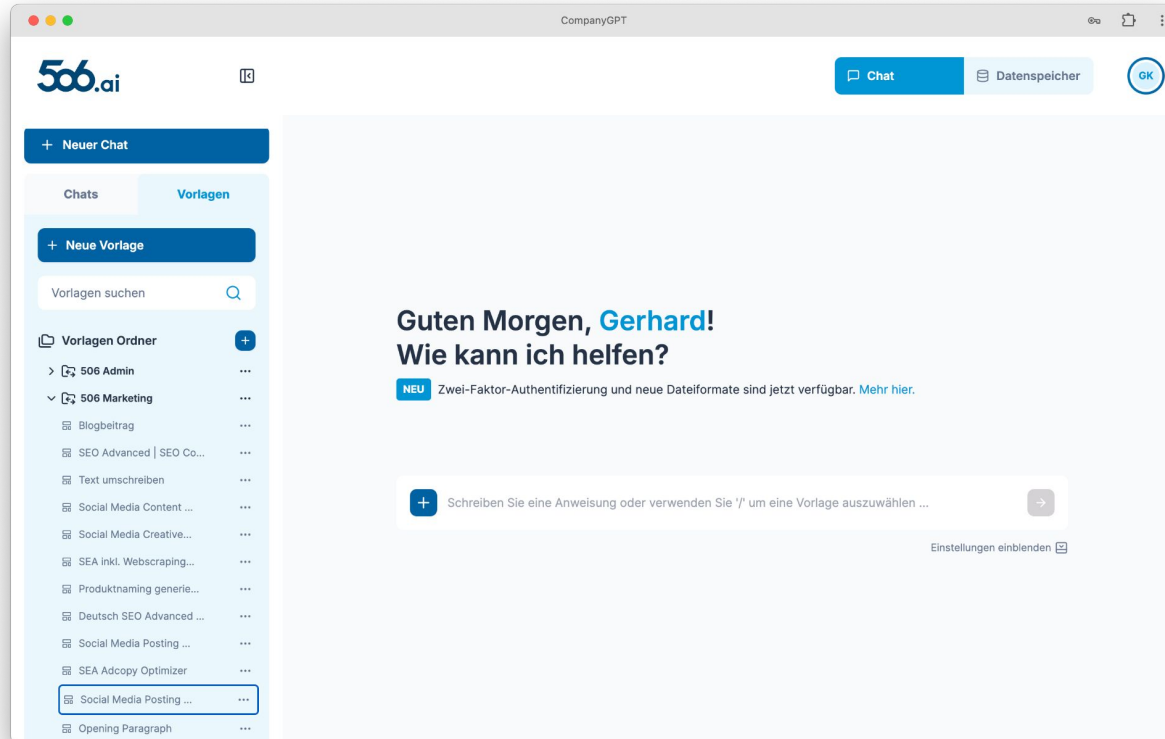 CompanyGPT
506.ai
Chat
Datenspeicher
GK
+ Neuer Chat
Chats
Vorlagen
+ Neue Vorlage
Vorlagen suchen
Vorlagen Ordner
506 Admin
506 Marketing
Blogbeitrag
SEO Advanced | SEO Co...
Text umschreiben
Social Media Content ...
Social Media Creative...
SEA inkl. Webscraping...
Produktnaming generie...
Deutsch SEO Advanced ...
Social Media Posting ...
SEA Adcopy Optimizer
Social Media Posting ...
Opening Paragraph
Guten Morgen, Gerhard!
Wie kann ich helfen?
NEU Zwei-Faktor-Authentifizierung und neue Dateiformate sind jetzt verfügbar. Mehr hier.
Schreiben Sie eine Anweisung oder verwenden Sie '/' um eine Vorlage auszuwählen ...
Einstellungen einblenden